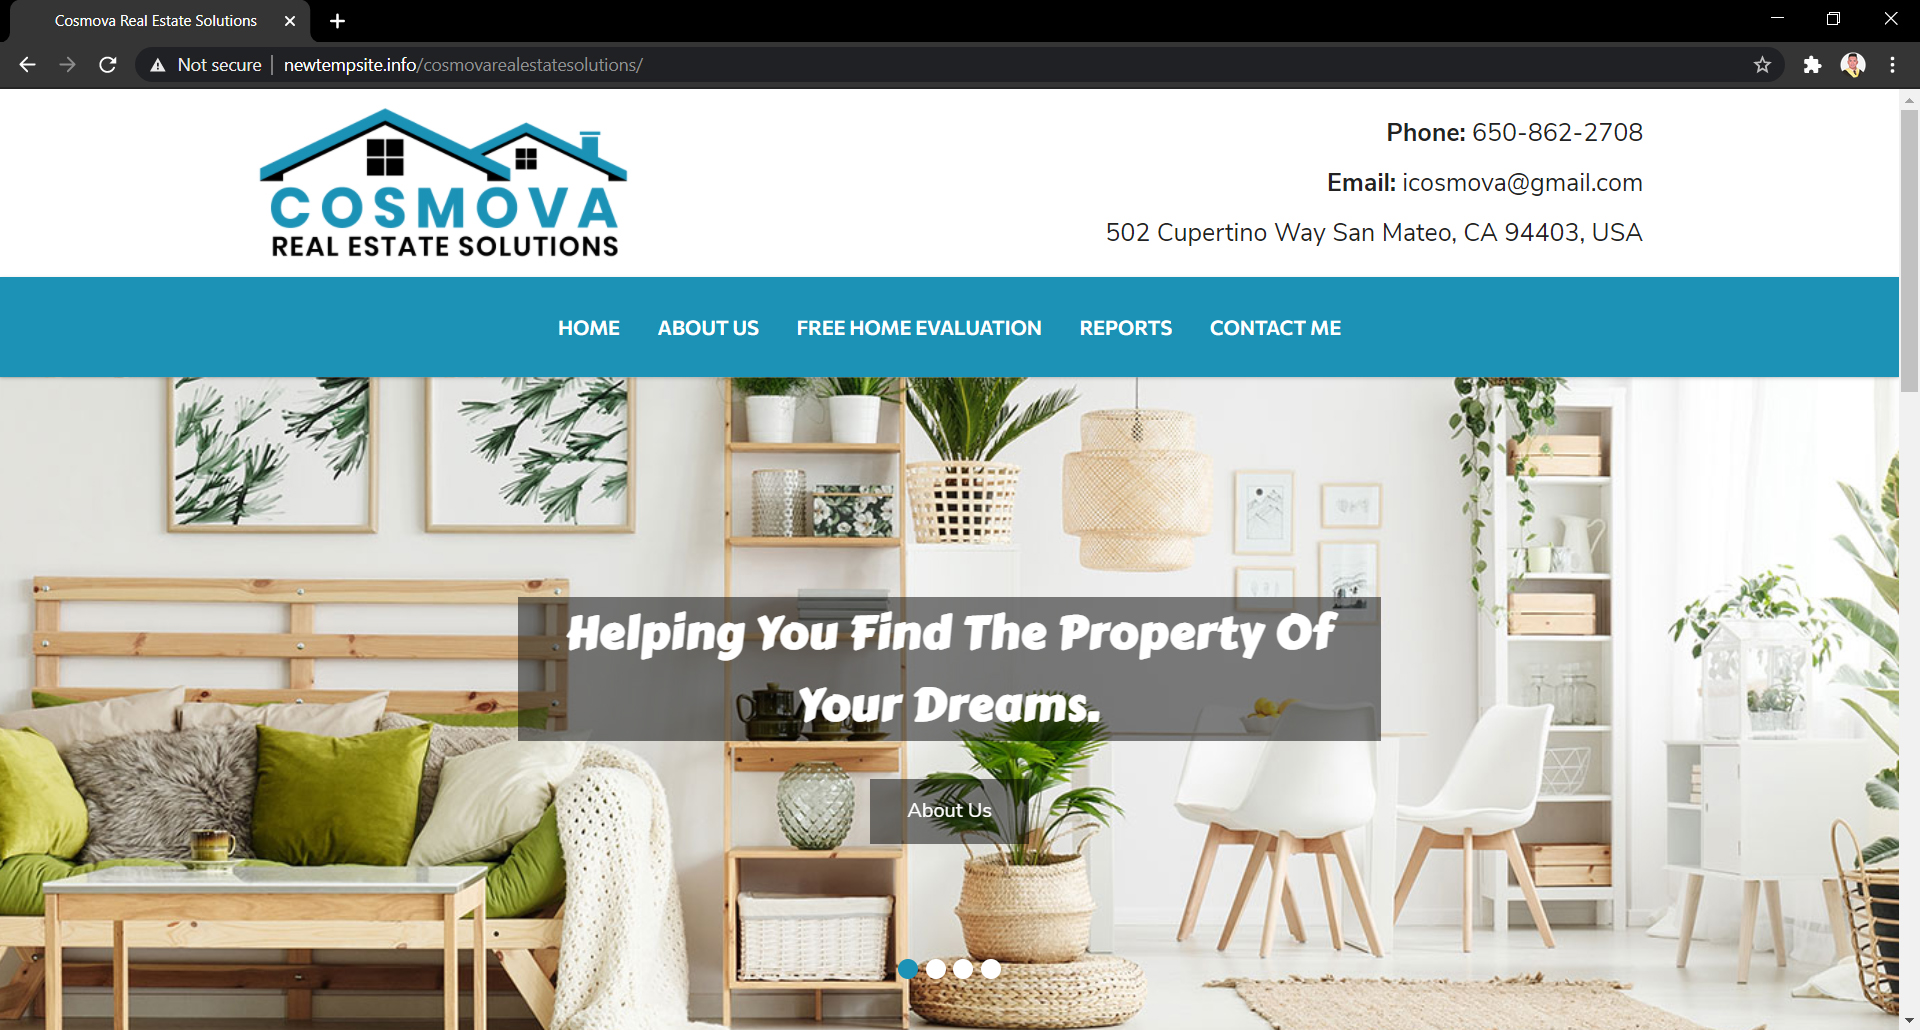 Cosmova Real Estate Solutions
Not secure | newtempsite.info/cosmovarealestatesolutions/
COSMOVA
REAL ESTATE SOLUTIONS
Phone: 650-862-2708
Email: icosmova@gmail.com
502 Cupertino Way San Mateo, CA 94403, USA
HOME ABOUT US FREE HOME EVALUATION REPORTS CONTACT ME
Helping You Find The Property Of
Your Dreams.
About Us